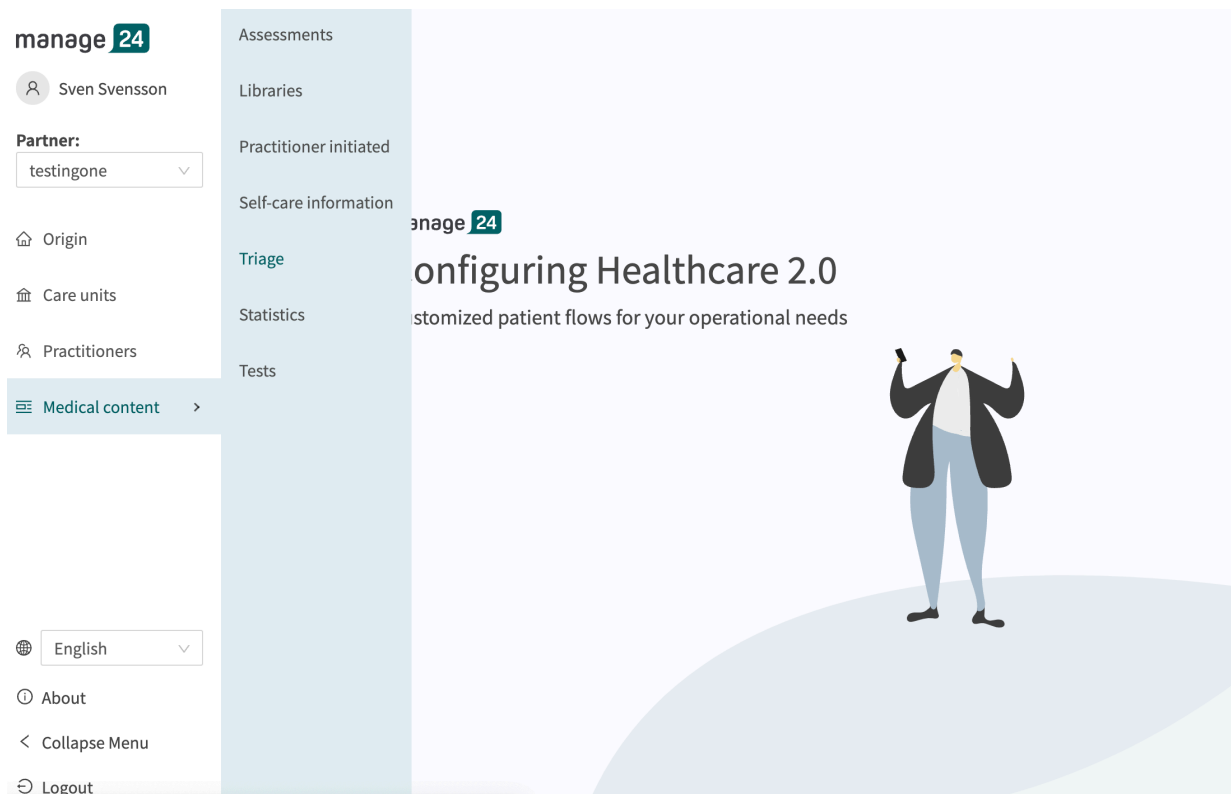 manage 24
Sven Svensson
Partner:
testingone
Origin
Care units
Practitioners
Medical content
English
About
Collapse Menu
Logout
Assessments
Libraries
Practitioner initiated
Self-care information
Triage
Statistics
Tests
anage 24
onfiguring Healthcare 2.0
stomized patient flows for your operational needs